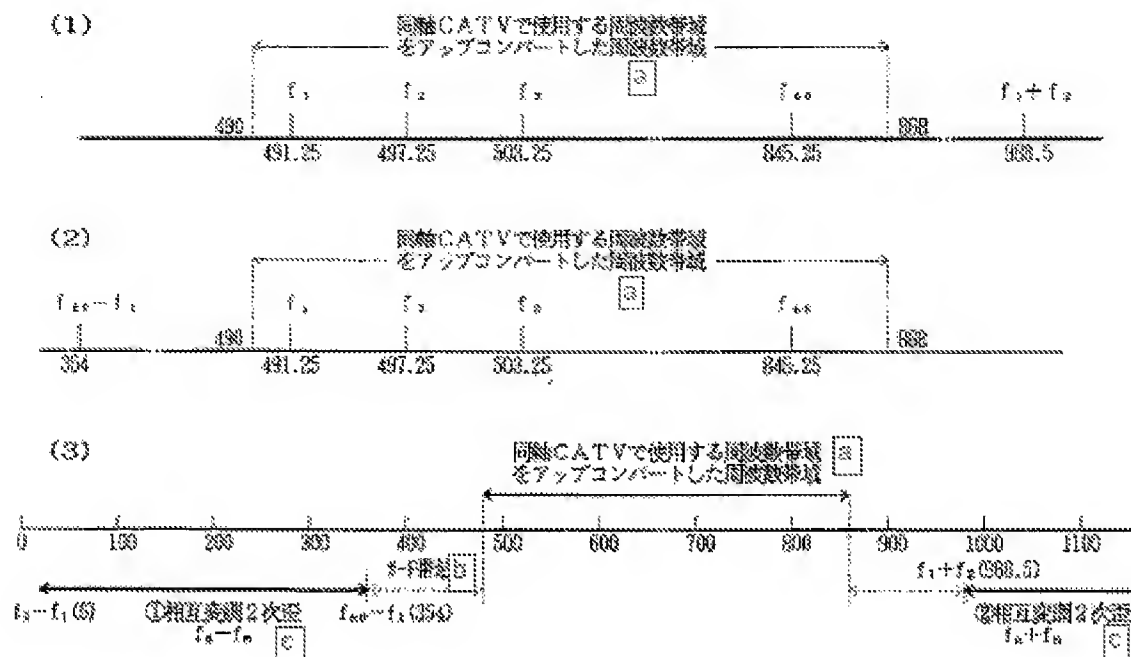 (1)
同軸CATVで使用する周波数帯域
をアップコンバートした周波数帯域
a
f₁ f₂ f₃ f₆₀ f₁+f₂
490 868
491.25 497.25 503.25 845.25 988.5
(2)
同軸CATVで使用する周波数帯域
をアップコンバートした周波数帯域
a
f₆₀-f₁ f₁ f₂ f₃ f₆₀
490 868
354 491.25 497.25 503.25 845.25
(3)
同軸CATVで使用する周波数帯域
をアップコンバートした周波数帯域
a
0 100 200 300 400 500 600 700 800 900 1000 1100
b
f₁+f₂(988.5)
f₂-f₁(6) ①相互変調2次歪 f₆₀-f₁(354) ②相互変調2次歪
c c